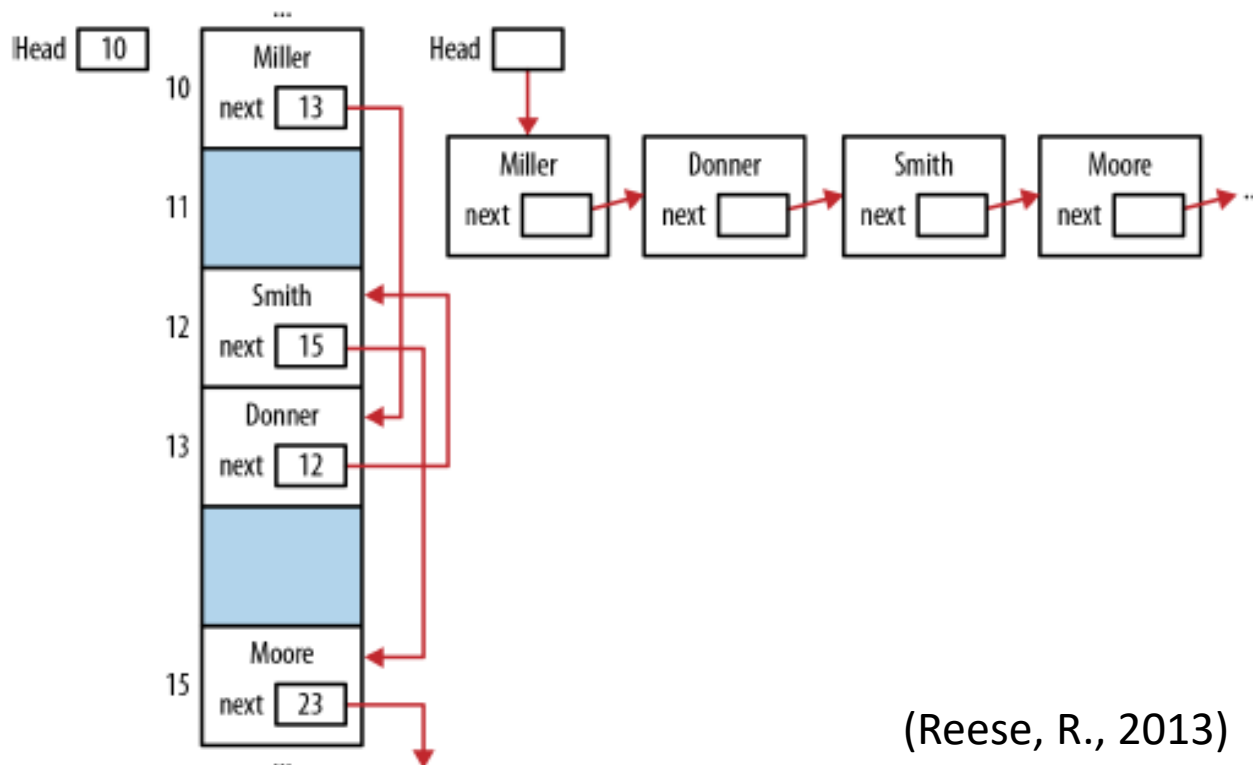 ...
Head 10
10
Miller
next 13
11
12
Smith
next 15
13
Donner
next 12
15
Moore
next 23
...
Head
Miller
next
Donner
next
Smith
next
Moore
next
...
(Reese, R., 2013)